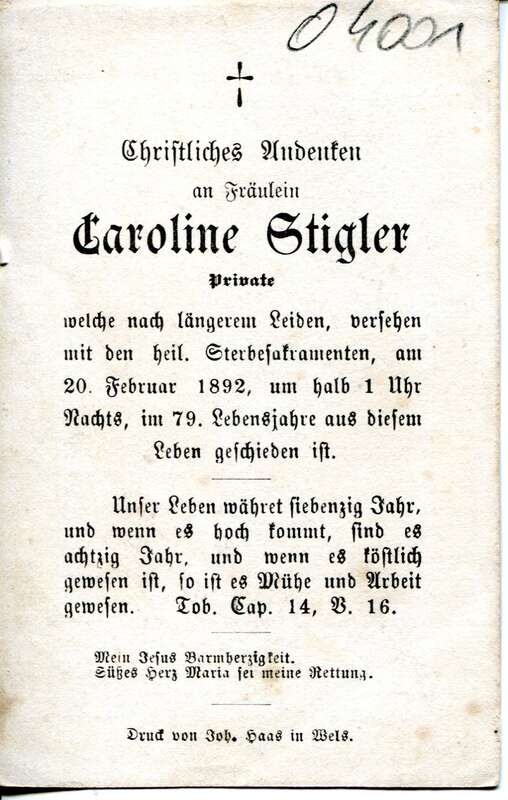 04001
†
Christliches Andenken
an Fräulein
Caroline Stigler
Private
welche nach längerem Leiden, versehen
mit den heil. Sterbesakramenten, am
20. Februar 1892, um halb 1 Uhr
Nachts, im 79. Lebensjahre aus diesem
Leben geschieden ist.
Unser Leben währet siebenzig Jahr,
und wenn es hoch kommt, sind es
achtzig Jahr, und wenn es köstlich
gewesen ist, so ist es Mühe und Arbeit
gewesen. Tob. Cap. 14, V. 16.
Mein Jesus Barmherzigkeit.
Süßes Herz Maria sei meine Rettung.
Druck von Joh. Haas in Wels.